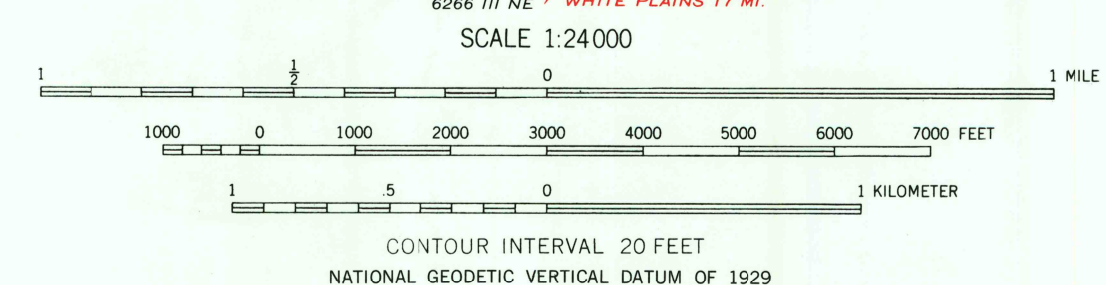 6266 III NE WHITE PLAINS 17 MI.
SCALE 1:24000
1 ½ 0 1 MILE
1000 0 1000 2000 3000 4000 5000 6000 7000 FEET
1 .5 0 1 KILOMETER
CONTOUR INTERVAL 20 FEET
NATIONAL GEODETIC VERTICAL DATUM OF 1929